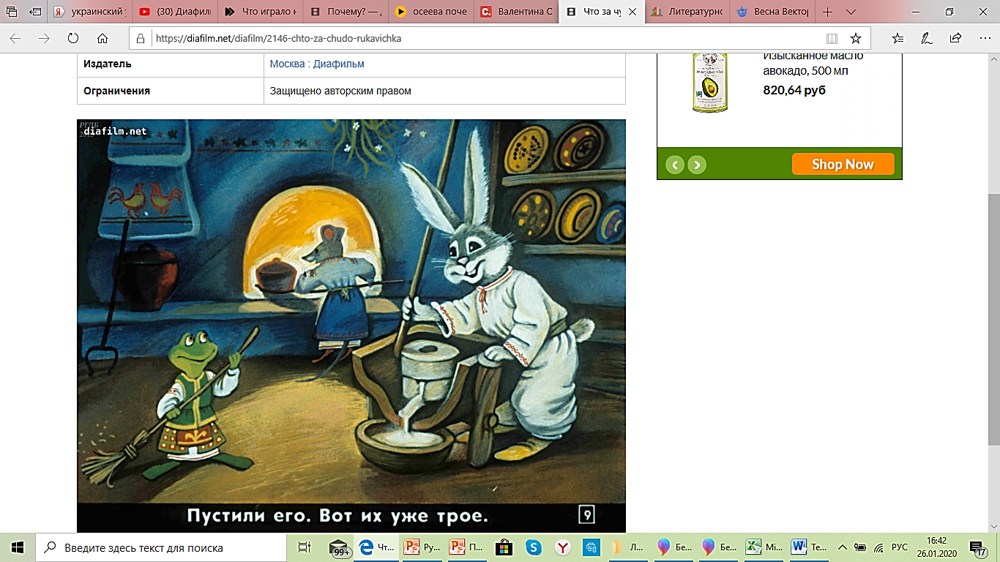 украинский
(30) Диафил
Что играло н
Почему? —
осеева поче
Валентина О
Что за чу
Литературно
Весна Вектор
https://diafilm.net/diafilm/2146-chto-za-chudo-rukavichka
Издатель
Москва : Диафильм
Ограничения
Защищено авторским правом
Изысканное масло
авокадо, 500 мл
820,64 руб
Shop Now
diafilm.net
Пустили его. Вот их уже трое.
9
Введите здесь текст для поиска
99+
Чт...
Ру...
П...
Л...
Бе...
Бе...
Mi...
Те...
РУС
16:42
26.01.2020
17